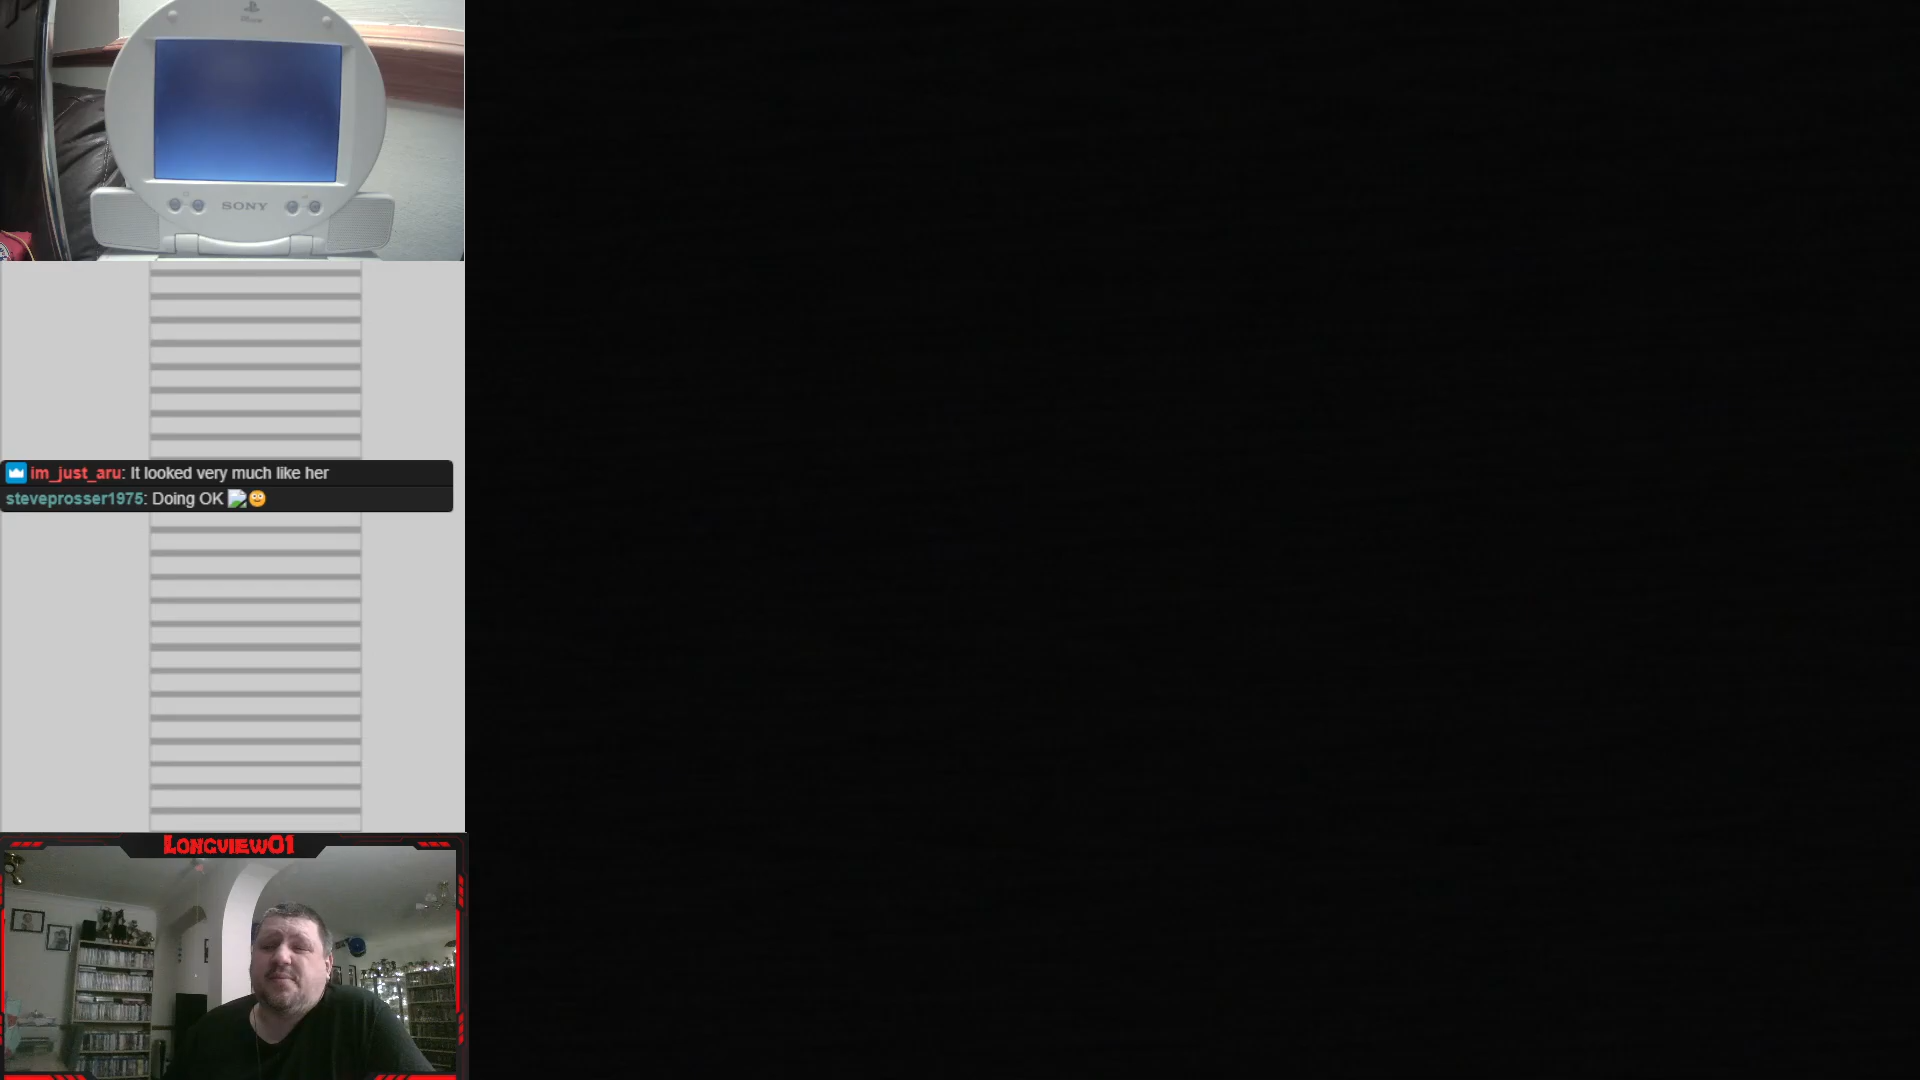 SONY
im_just_aru: It looked very much like her
steveprosser1975: Doing OK
LONGVIEW01